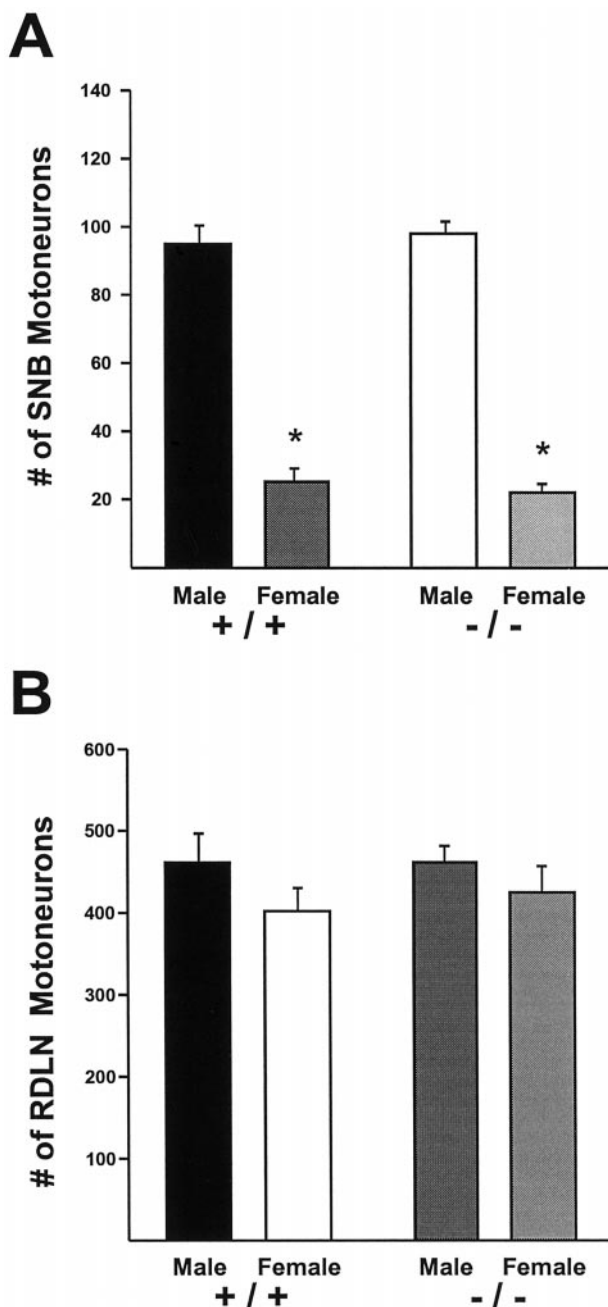 A
# of SNB Motoneurons
140
120
100
80
60
40
20
*
*
Male Female Male Female
+ / + - / -
B
# of RDLN Motoneurons
600
500
400
300
200
100
Male Female Male Female
+ / + - / -